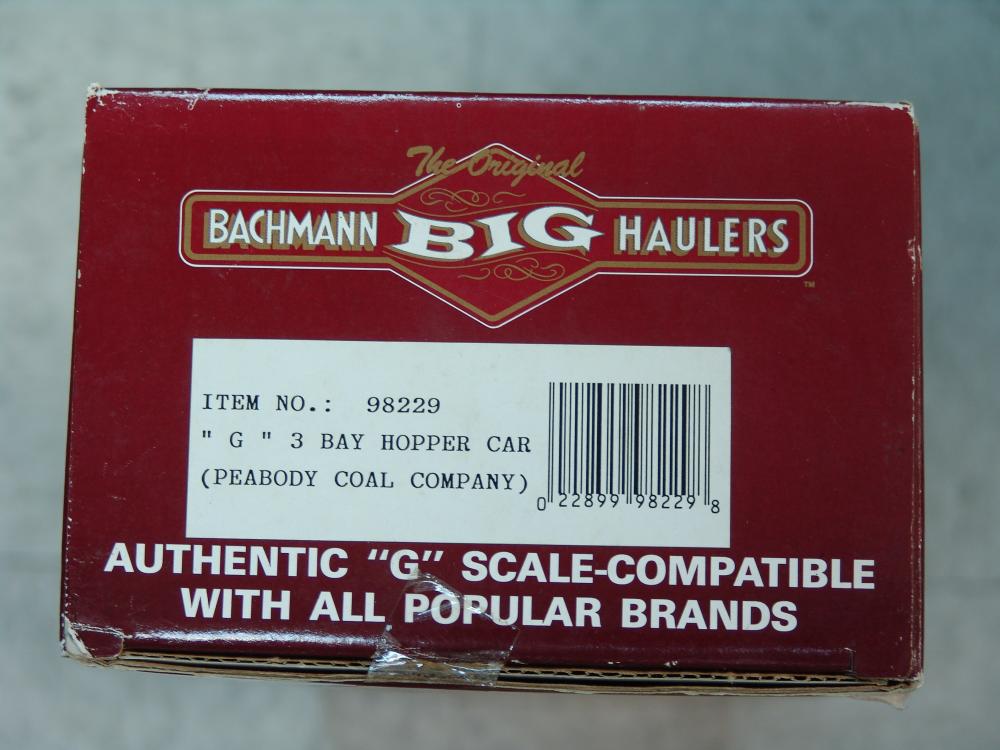 The Original
BACHMANN BIG HAULERS
™
ITEM NO.: 98229
" G " 3 BAY HOPPER CAR
(PEABODY COAL COMPANY)
0 22899 98229 8
AUTHENTIC "G" SCALE-COMPATIBLE
WITH ALL POPULAR BRANDS